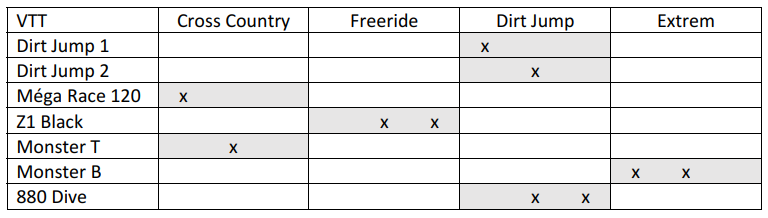 VTT Cross Country Freeride Dirt Jump Extrem
Dirt Jump 1 x
Dirt Jump 2 x
Méga Race 120 x
Z1 Black x x
Monster T x
Monster B x x
880 Dive x x